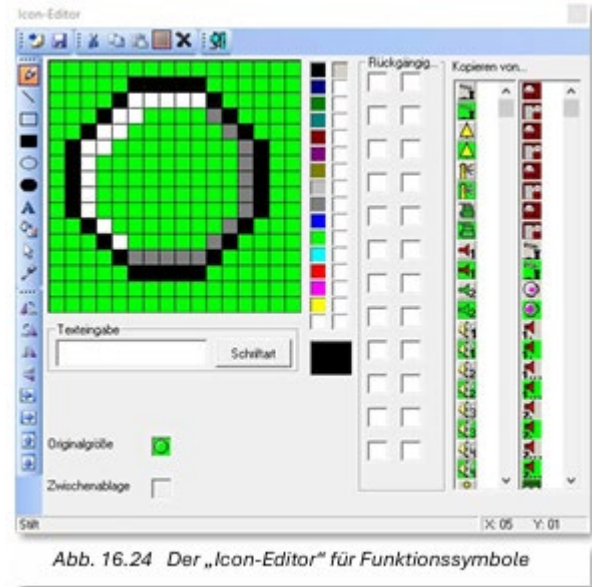 Icon-Editor
Rückgängig...
Kopieren von...
Texteingabe
Schriftart
Originalgröße
Zwischenablage
Stift
X: 05 Y: 01
Abb. 16.24 Der „Icon-Editor“ für Funktionssymbole